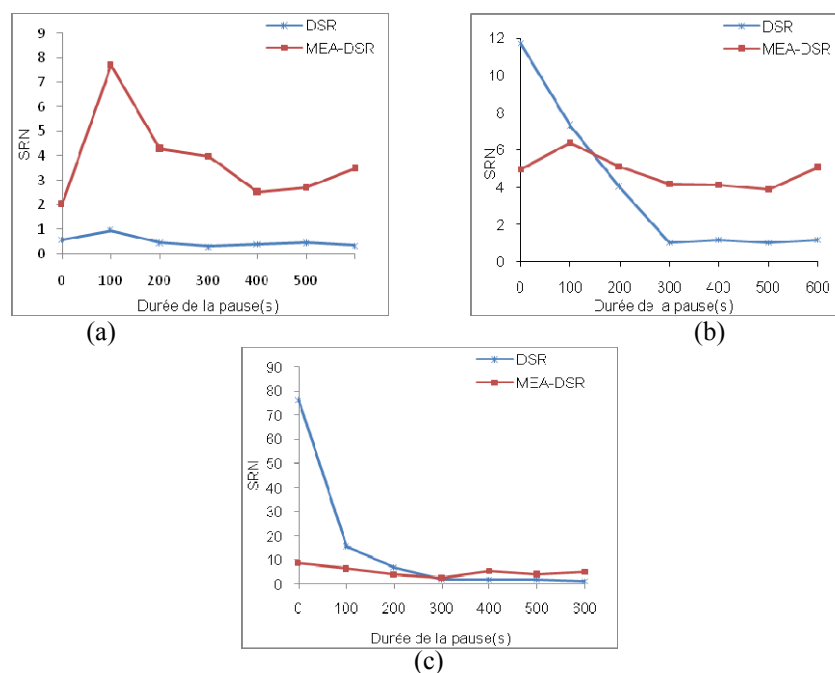 DSR
MEA-DSR
9
8
7
6
5
4
3
2
1
0
SRN
0 100 200 300 400 500
Durée de la pause(s)
(a)
DSR
MEA-DSR
12
10
8
6
4
2
0
SRN
0 100 200 300 400 500 600
Durée de la pause(s)
(b)
DSR
MEA-DSR
90
80
70
60
50
40
30
20
10
0
SRN
0 100 200 300 400 500 600
Durée de la pause(s)
(c)